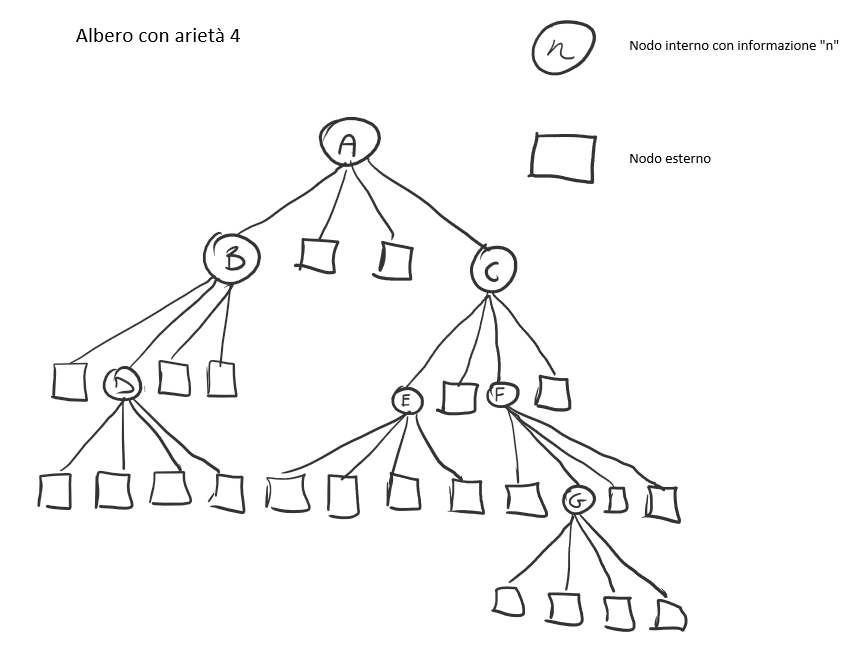 Albero con arietà 4
n
Nodo interno con informazione "n"
Nodo esterno
A
B
C
D
E
F
G